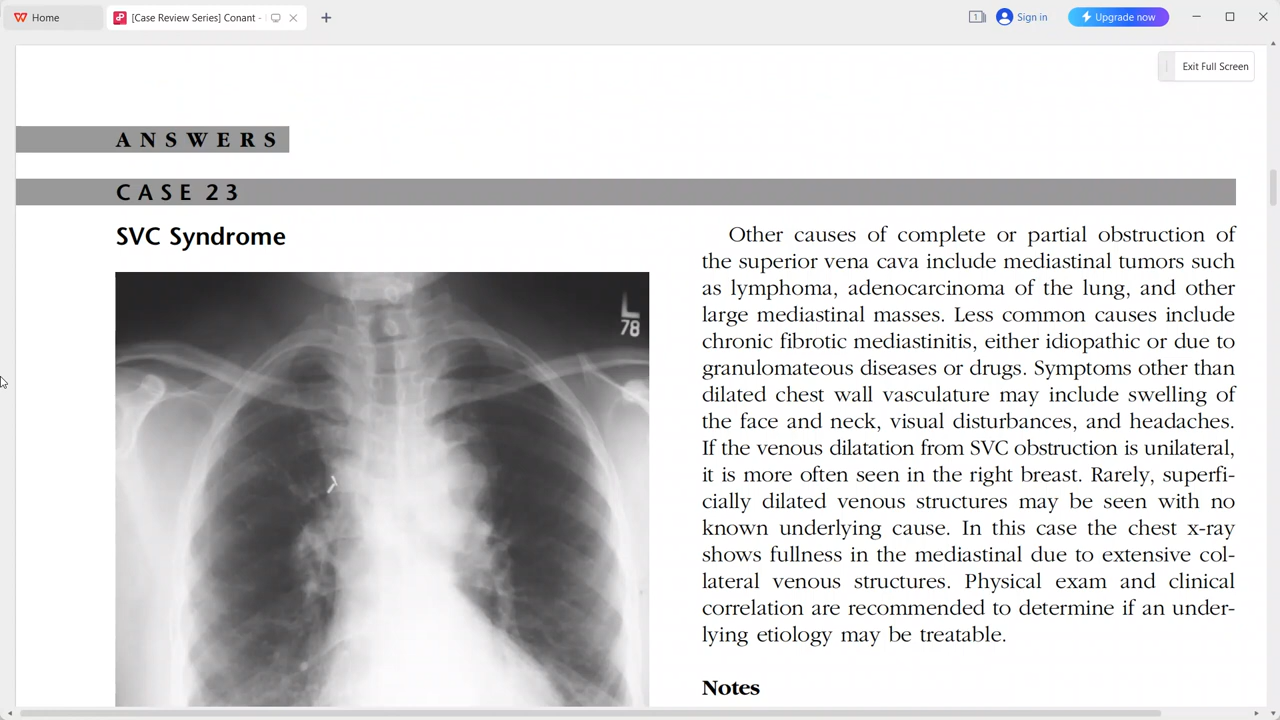 Home
[Case Review Series] Conant -
1
Sign in
Upgrade now
Exit Full Screen
ANSWERS
CASE 23
SVC Syndrome
L
78
Other causes of complete or partial obstruction of
the superior vena cava include mediastinal tumors such
as lymphoma, adenocarcinoma of the lung, and other
large mediastinal masses. Less common causes include
chronic fibrotic mediastinitis, either idiopathic or due to
granulomateous diseases or drugs. Symptoms other than
dilated chest wall vasculature may include swelling of
the face and neck, visual disturbances, and headaches.
If the venous dilatation from SVC obstruction is unilateral,
it is more often seen in the right breast. Rarely, superfi-
cially dilated venous structures may be seen with no
known underlying cause. In this case the chest x-ray
shows fullness in the mediastinal due to extensive col-
lateral venous structures. Physical exam and clinical
correlation are recommended to determine if an under-
lying etiology may be treatable.
Notes